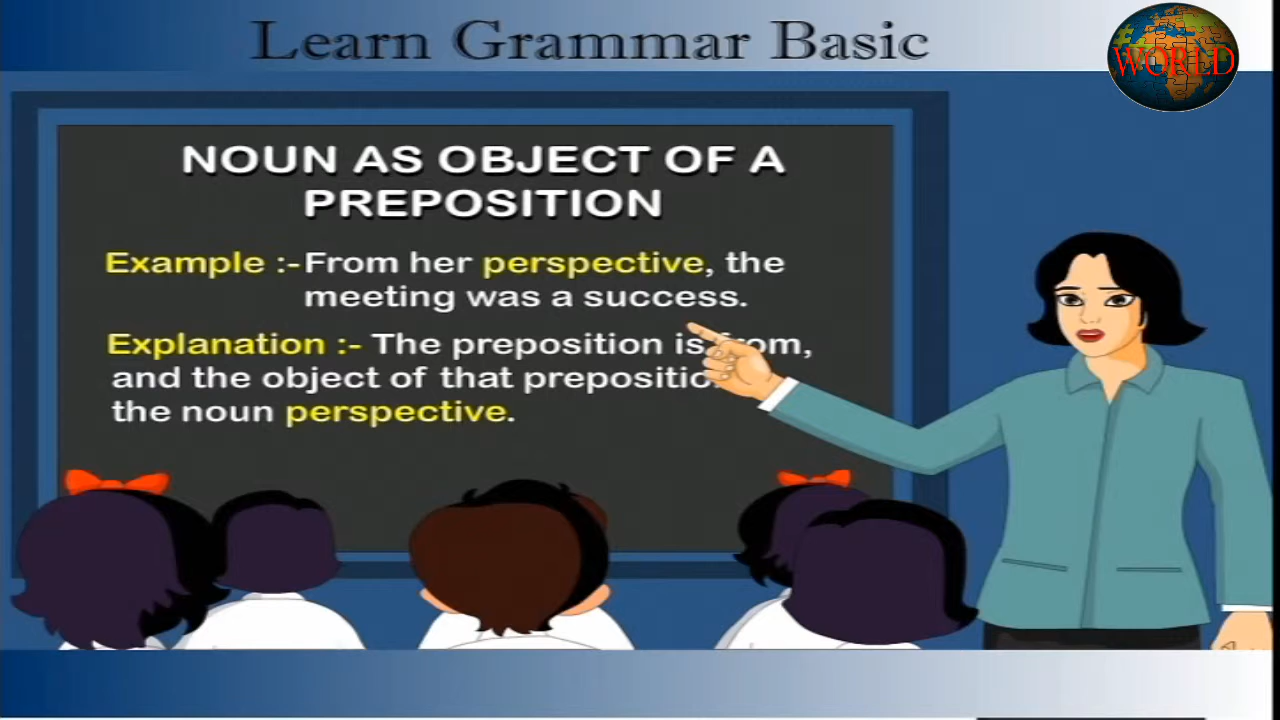 Learn Grammar Basic
WORLD
NOUN AS OBJECT OF A
PREPOSITION
Example :-From her perspective, the
meeting was a success.
Explanation :- The preposition is from,
and the object of that
the noun perspective.